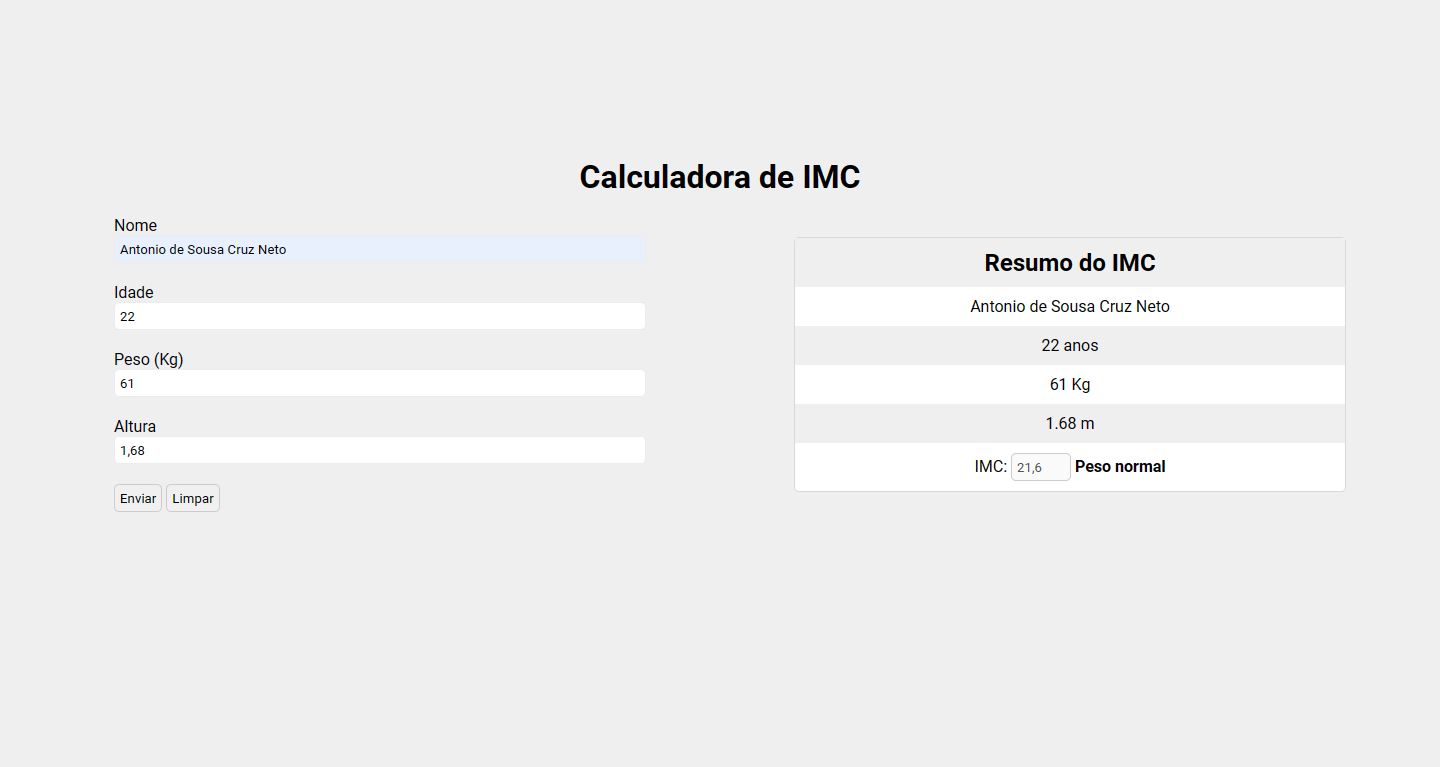 Calculadora de IMC
Nome
Antonio de Sousa Cruz Neto
Idade
22
Peso (Kg)
61
Altura
1,68
Enviar Limpar
Resumo do IMC
Antonio de Sousa Cruz Neto
22 anos
61 Kg
1.68 m
IMC: 21,6 Peso normal